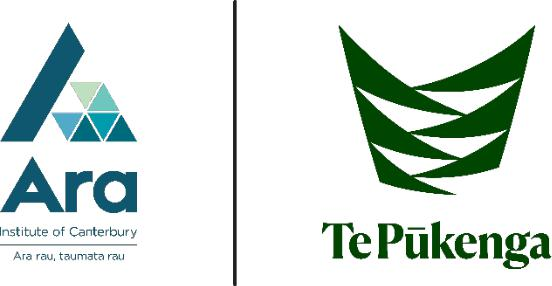 Ara
Institute of Canterbury
Ara rau, taumata rau
Te Pūkenga